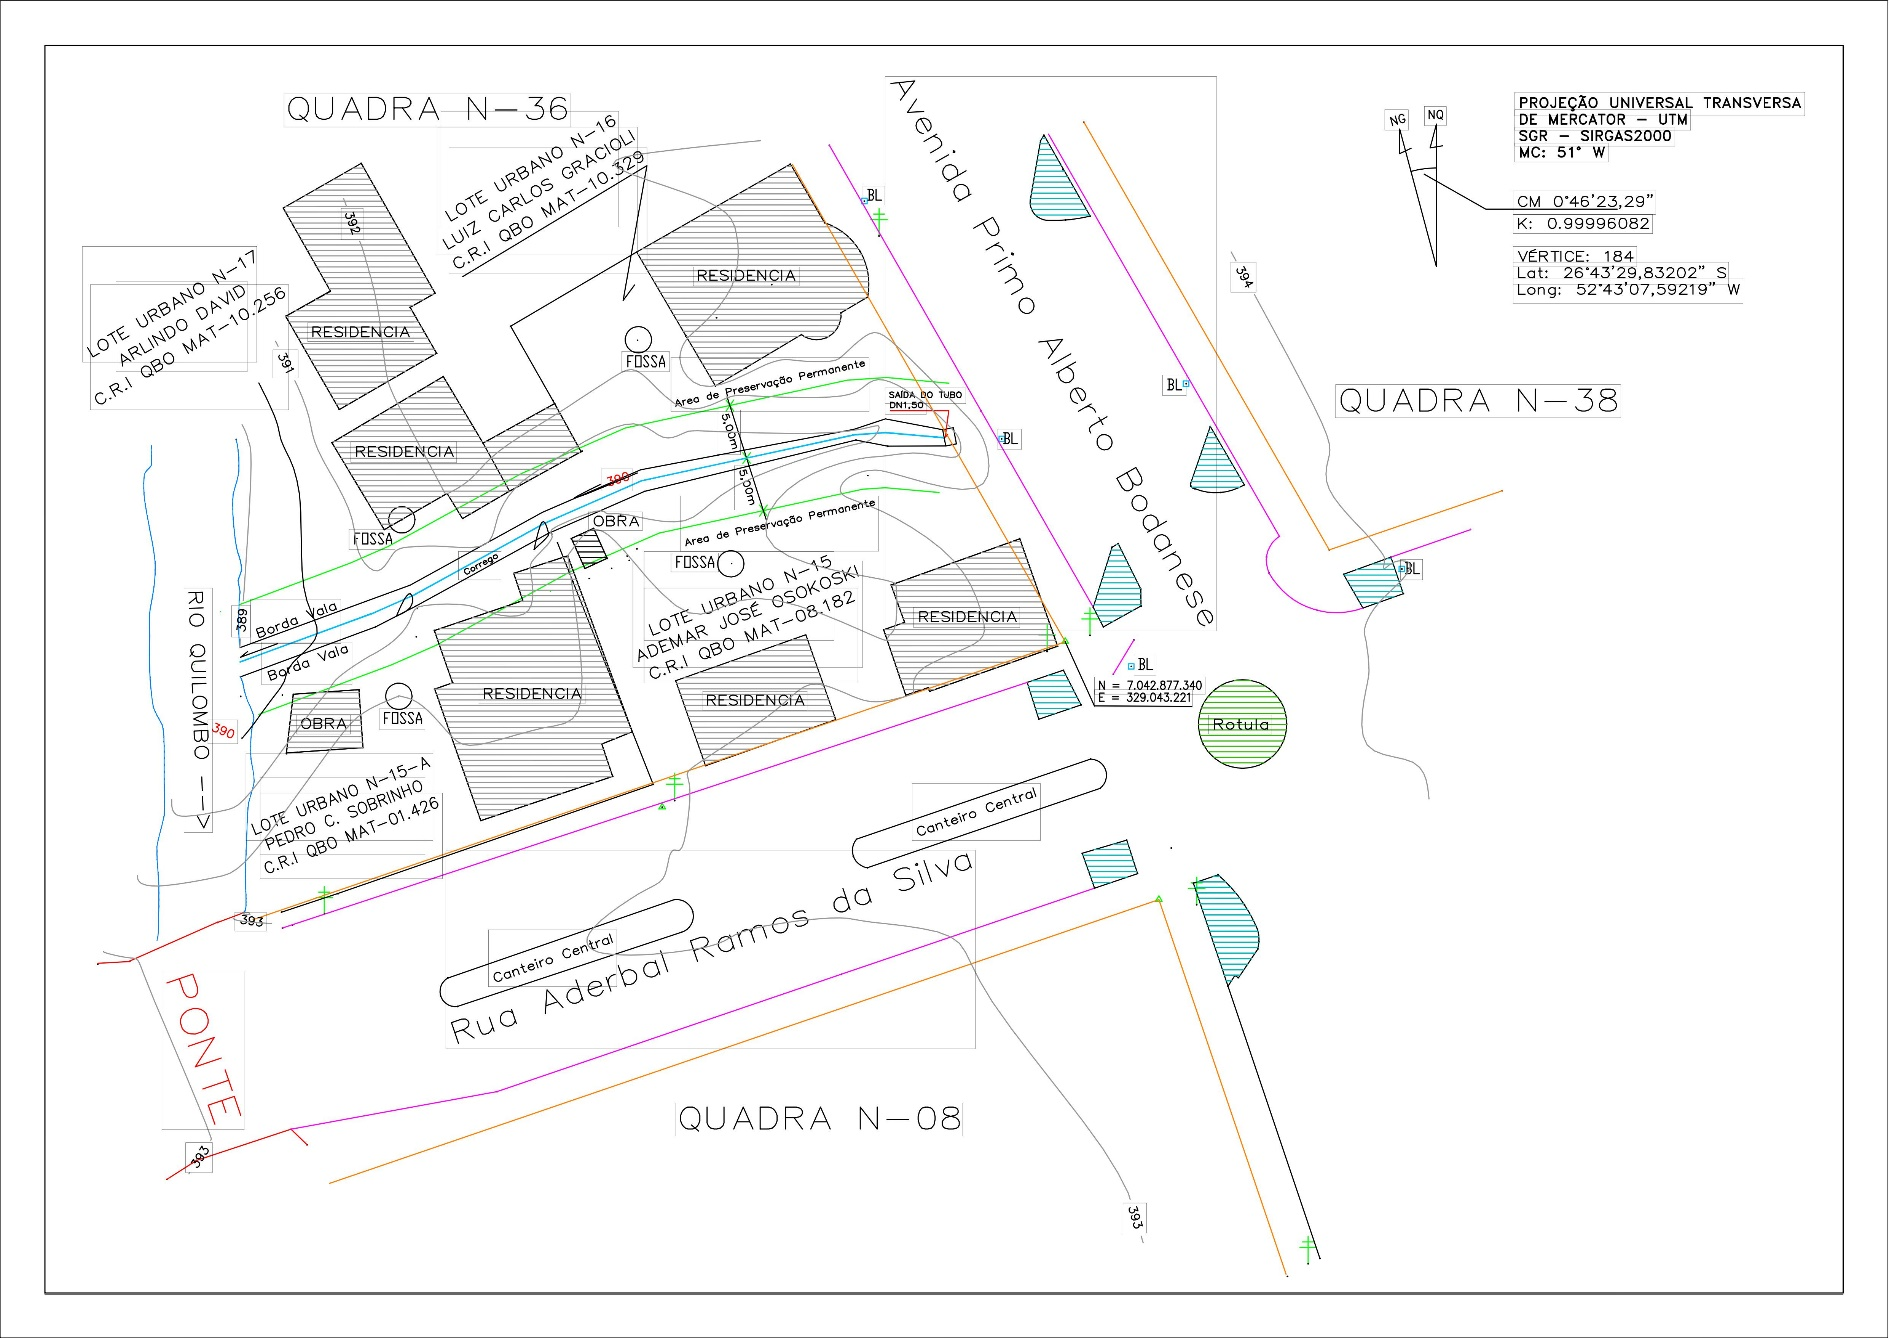 QUADRA N-36
LOTE URBANO N-16
LUIZ CARLOS GRACIOLI
C.R.I QBO MAT-10.329
LOTE URBANO N-17
ARLINDO DAVID
C.R.I QBO MAT-10.256
392
391
RESIDENCIA
RESIDENCIA
RESIDENCIA
FOSSA
FOSSA
Avenida Primo Alberto Bodanese
BL
BL
BL
BL
BL
NG
NQ
PROJEÇÃO UNIVERSAL TRANSVERSA
DE MERCATOR - UTM
SGR - SIRGAS2000
MC: 51° W
CM 0°46'23,29"
K: 0.99996082
VÉRTICE: 184
Lat: 26°43'29,83202" S
Long: 52°43'07,59219" W
394
QUADRA N-38
Area de Preservação Permanente
SAÍDA DO TUBO
DN1,50
5,00m
5,00m
390
OBRA
Area de Preservação Permanente
Corrego
FOSSA
LOTE URBANO N-15
ADEMAR JOSÉ OSOKOSKI
C.R.I QBO MAT-08.182
RESIDENCIA
RESIDENCIA
RESIDENCIA
389
Borda Vala
Borda Vala
RIO QUILOMBO -->
390
OBRA
FOSSA
N = 7.042.877.340
E = 329.043.221
Rotula
LOTE URBANO N-15-A
PEDRO C. SOBRINHO
C.R.I QBO MAT-01.426
393
Canteiro Central
Canteiro Central
Rua Aderbal Ramos da Silva
PONTE
393
QUADRA N-08
393